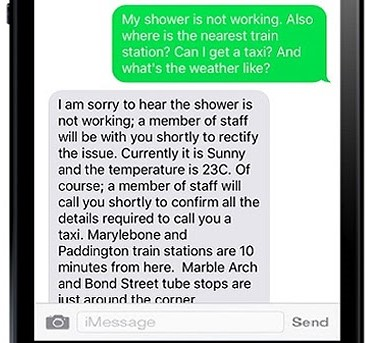 My shower is not working. Also
where is the nearest train
station? Can I get a taxi? And
what's the weather like?
I am sorry to hear the shower is
not working; a member of staff
will be with you shortly to rectify
the issue. Currently it is Sunny
and the temperature is 23C. Of
course; a member of staff will
call you shortly to confirm all the
details required to call you a
taxi. Marylebone and
Paddington train stations are 10
minutes from here.  Marble Arch
and Bond Street tube stops are
just around the corner
iMessage
Send